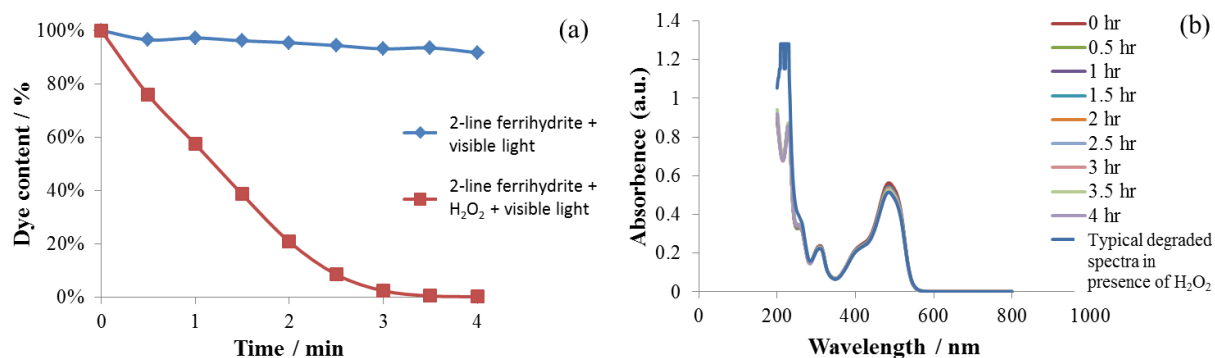 (a)
Dye content / %
100%
80%
60%
40%
20%
0%
0
1
2
3
4
Time / min
2-line ferrihydrite +
visible light
2-line ferrihydrite +
H₂O₂ + visible light
(b)
Absorbence (a.u.)
1.4
1.2
1
0.8
0.6
0.4
0.2
0
0
200
400
600
800
1000
Wavelength / nm
0 hr
0.5 hr
1 hr
1.5 hr
2 hr
2.5 hr
3 hr
3.5 hr
4 hr
Typical degraded
spectra in
presence of H₂O₂